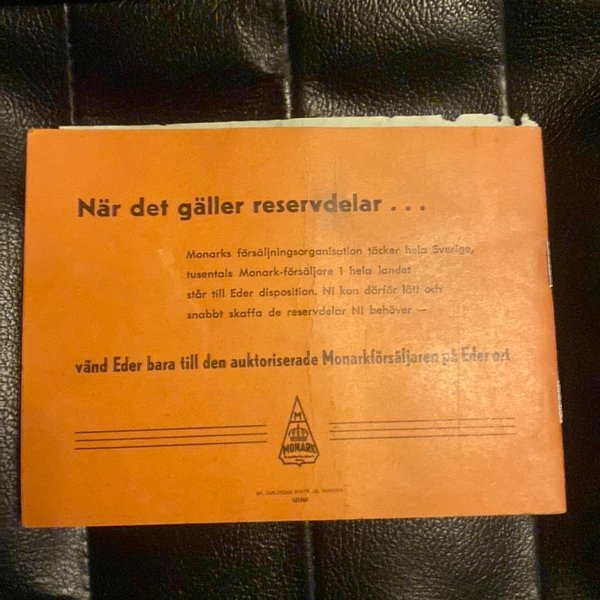 När det gäller reservdelar ...
Monarks försäljningsorganisation täcker hela Sverige,
tusentals Monark-försäljare i hela landet
står till Eder disposition. Ni kan därför lätt och
snabbt skaffa de reservdelar Ni behöver —
vänd Eder bara till den auktoriserade Monarkförsäljaren på Eder ort
M
MONARK